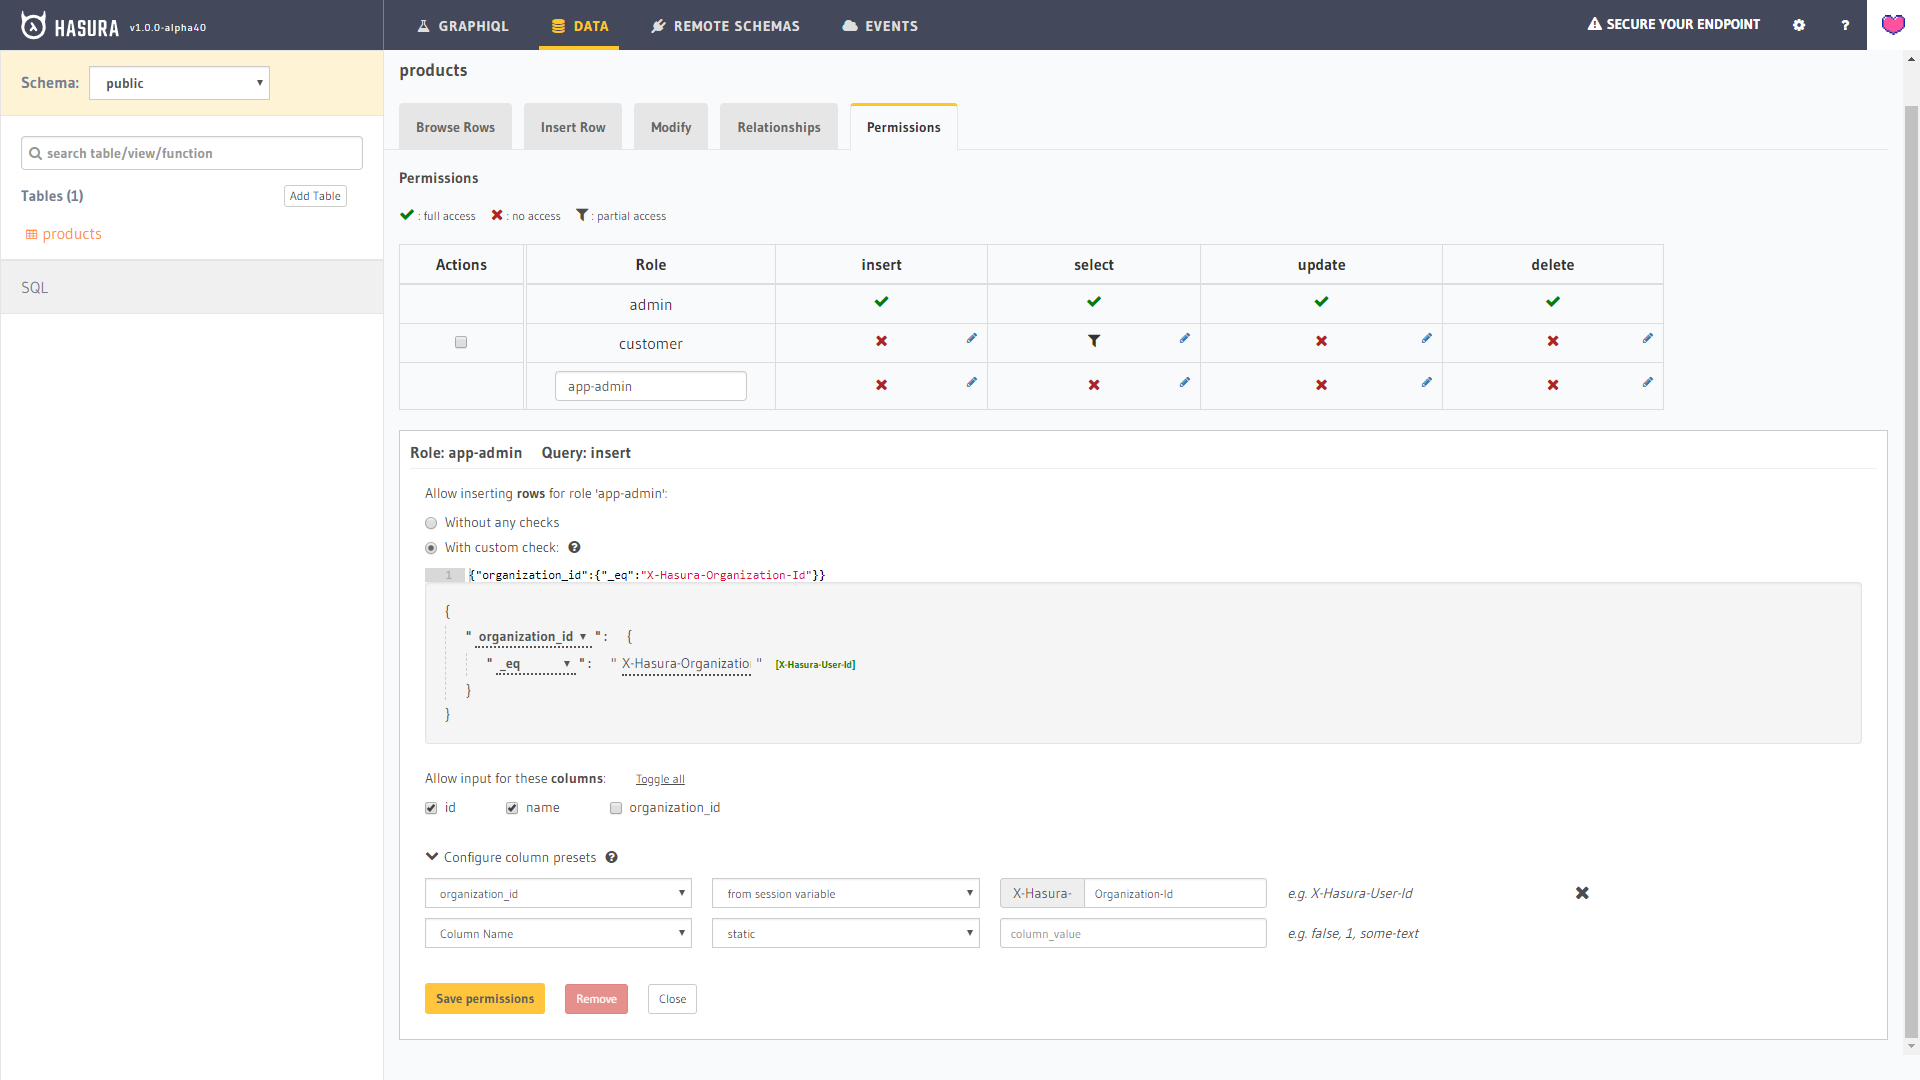 HASURA v1.0.0-alpha40
GRAPHIQL DATA REMOTE SCHEMAS EVENTS SECURE YOUR ENDPOINT ?
Schema: public
search table/view/function
Tables (1) Add Table
products
SQL
products
Browse Rows Insert Row Modify Relationships Permissions
Permissions
: full access : no access : partial access
Actions Role insert select update delete
admin
customer
app-admin
Role: app-admin Query: insert
Allow inserting rows for role 'app-admin':
Without any checks
With custom check: ?
1 {"organization_id":{"_eq":"X-Hasura-Organization-Id"}}
{
" organization_id ": {
" _eq ": " X-Hasura-Organizatio " [X-Hasura-User-Id]
}
}
Allow input for these columns: Toggle all
id name organization_id
Configure column presets ?
organization_id from session variable X-Hasura- Organization-Id e.g. X-Hasura-User-Id
Column Name static column_value e.g. false, 1, some-text
Save permissions Remove Close